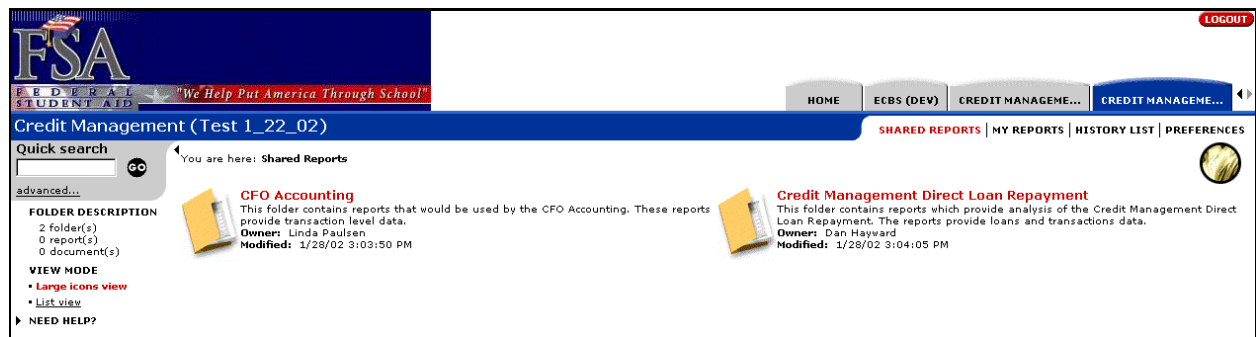 LOGOUT
FSA
FEDERAL
STUDENT AID
"We Help Put America Through School"
HOME
ECBS (DEV)
CREDIT MANAGEME...
CREDIT MANAGEME...
Credit Management (Test 1_22_02)
SHARED REPORTS | MY REPORTS | HISTORY LIST | PREFERENCES
Quick search
GO
advanced...
You are here: Shared Reports
FOLDER DESCRIPTION
2 folder(s)
0 report(s)
0 document(s)
VIEW MODE
• Large icons view
• List view
NEED HELP?
CFO Accounting
This folder contains reports that would be used by the CFO Accounting. These reports
provide transaction level data.
Owner: Linda Paulsen
Modified: 1/28/02 3:03:50 PM
Credit Management Direct Loan Repayment
This folder contains reports which provide analysis of the Credit Management Direct
Loan Repayment. The reports provide loans and transactions data.
Owner: Dan Hayward
Modified: 1/28/02 3:04:05 PM